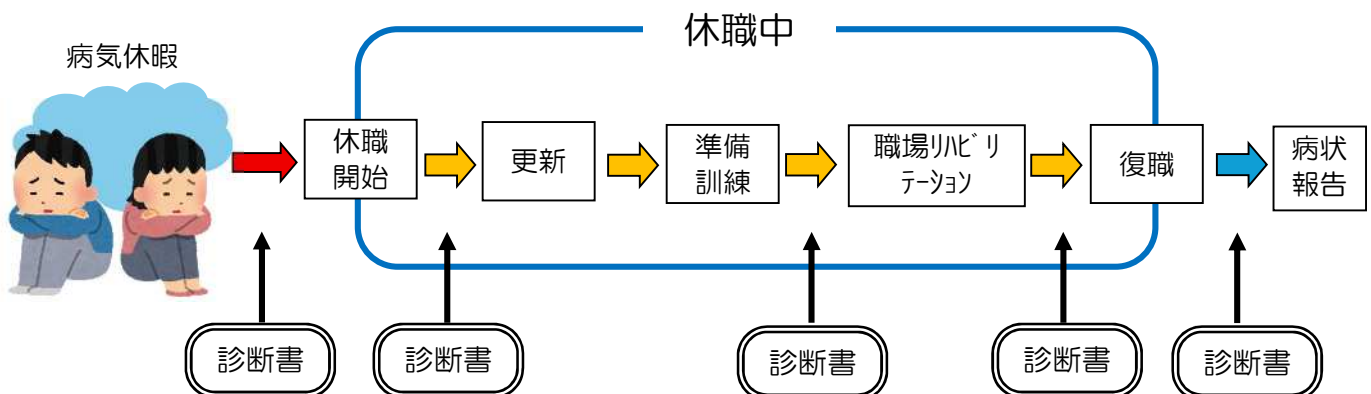 休職中
病気休暇
休職
開始
更新
準備
訓練
職場ﾘﾊﾋﾞﾘ
ﾃｰｼｮﾝ
復職
病状
報告
診断書
診断書
診断書
診断書
診断書